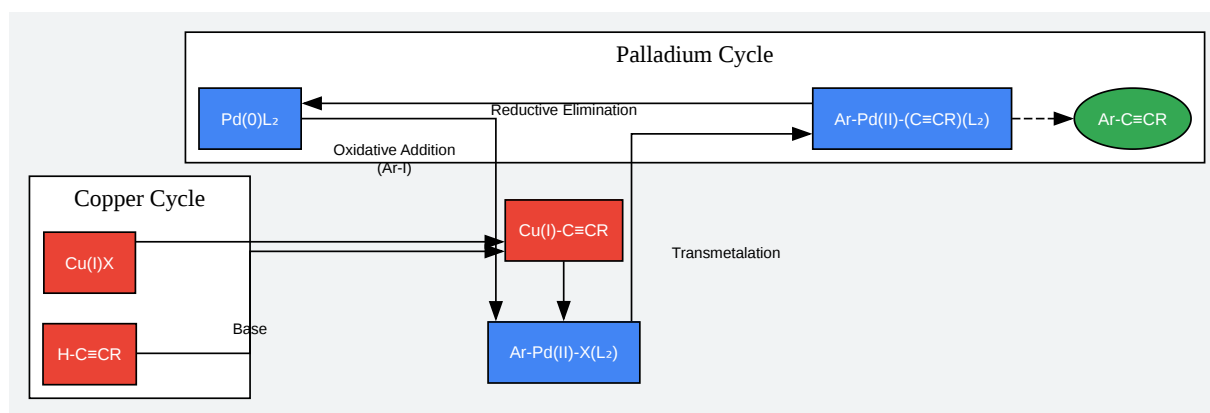 Palladium Cycle
Pd(0)L₂
Reductive Elimination
Ar-Pd(II)-(C≡CR)(L₂)
Ar-C≡CR
Oxidative Addition
(Ar-I)
Copper Cycle
Cu(I)X
Cu(I)-C≡CR
Transmetalation
Base
H-C≡CR
Ar-Pd(II)-X(L₂)